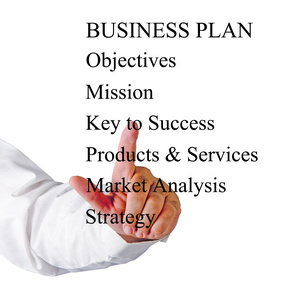 BUSINESS PLAN
Objectives
Mission
Key to Success
Products & Services
Market Analysis
Strategy